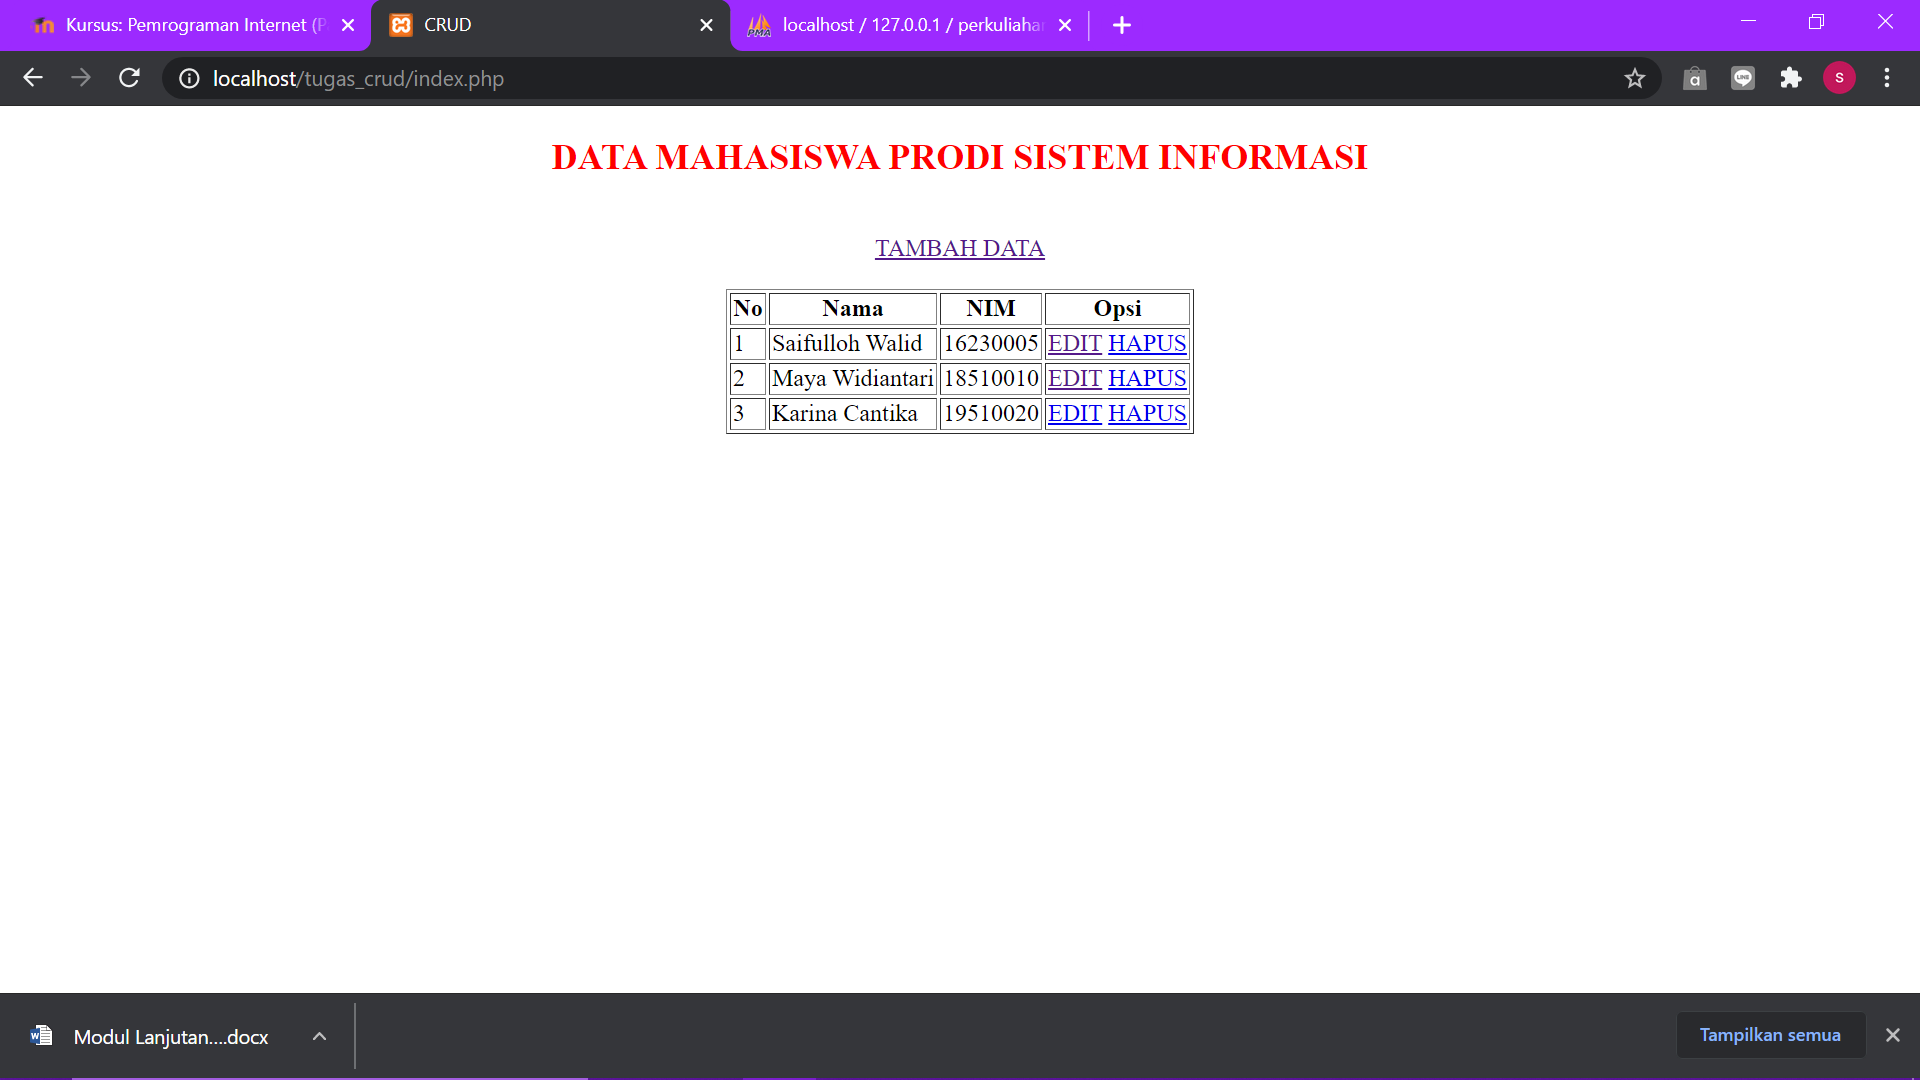 Kursus: Pemrograman Internet (P
CRUD
localhost / 127.0.0.1 / perkuliahan
localhost/tugas_crud/index.php
S
DATA MAHASISWA PRODI SISTEM INFORMASI
TAMBAH DATA
No Nama NIM Opsi
1 Saifulloh Walid 16230005 EDIT HAPUS
2 Maya Widiantari 18510010 EDIT HAPUS
3 Karina Cantika 19510020 EDIT HAPUS
Modul Lanjutan....docx
Tampilkan semua